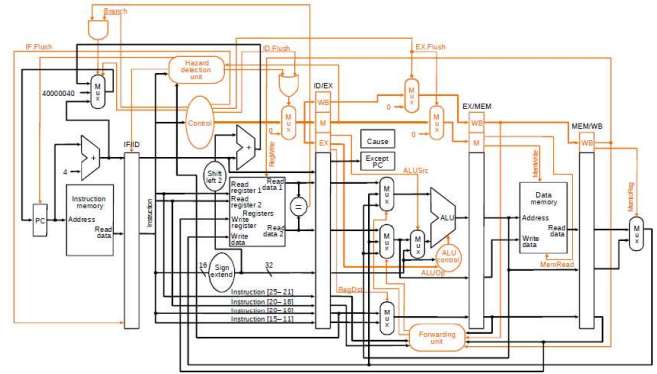 Branch
IF.Flush
ID.Flush
EX.Flush
Hazard
detection
unit
ID/EX
M
u
x
40000040
M
u
x
0
WB
EX/MEM
Control
M
u
x
0
M
M
u
x
0
WB
MEM/WB
IF/ID
EX
Cause
M
WB
Except
PC
+
+
4
Shift
left 2
RegWrite
ALUSrc
MemWrite
MemtoReg
Instruction
memory
PC
Address
Read
data
Instruction
Read
register 1
Read
data 1
Read
register 2
Registers
Write
register
Read
data 2
Write
data
=
M
u
x
M
u
x
M
u
x
ALU
ALU
control
Data
memory
Address
Read
data
Write
data
M
u
x
16
Sign
extend
32
ALUOp
MemRead
RegDst
Instruction [25– 21]
Instruction [20– 16]
Instruction [20– 16]
Instruction [15– 11]
M
u
x
Forwarding
unit